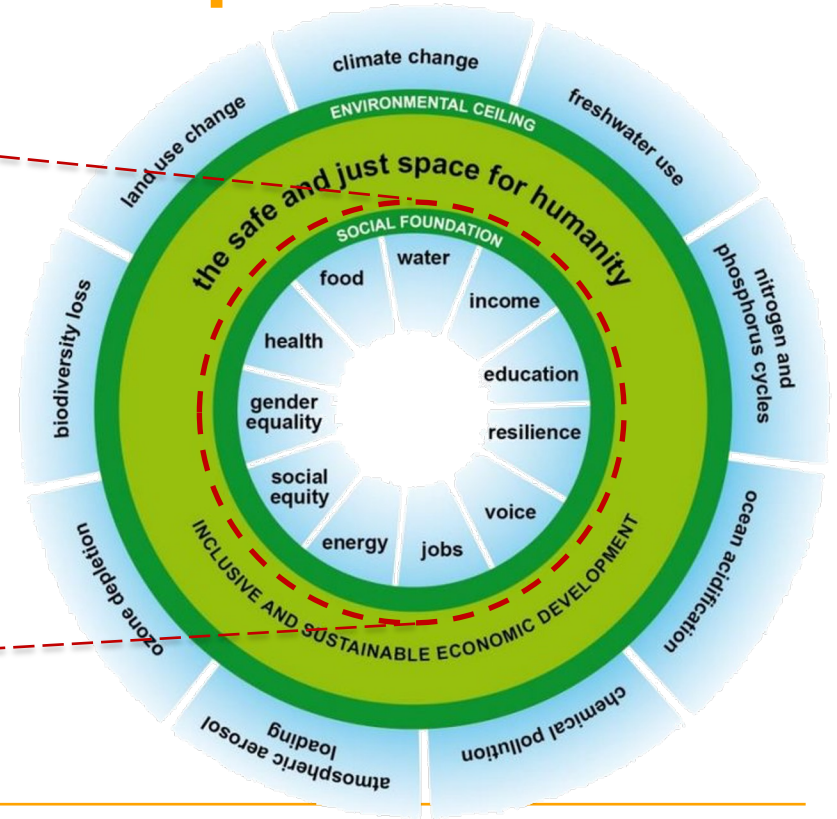 climate change
freshwater use
nitrogen and
phosphorus cycles
ocean acidification
chemical pollution
atmospheric aerosol
loading
ozone depletion
biodiversity loss
land use change
ENVIRONMENTAL CEILING
the safe and just space for humanity
SOCIAL FOUNDATION
water
income
education
resilience
voice
jobs
energy
social
equity
gender
equality
health
food
INCLUSIVE AND SUSTAINABLE ECONOMIC DEVELOPMENT